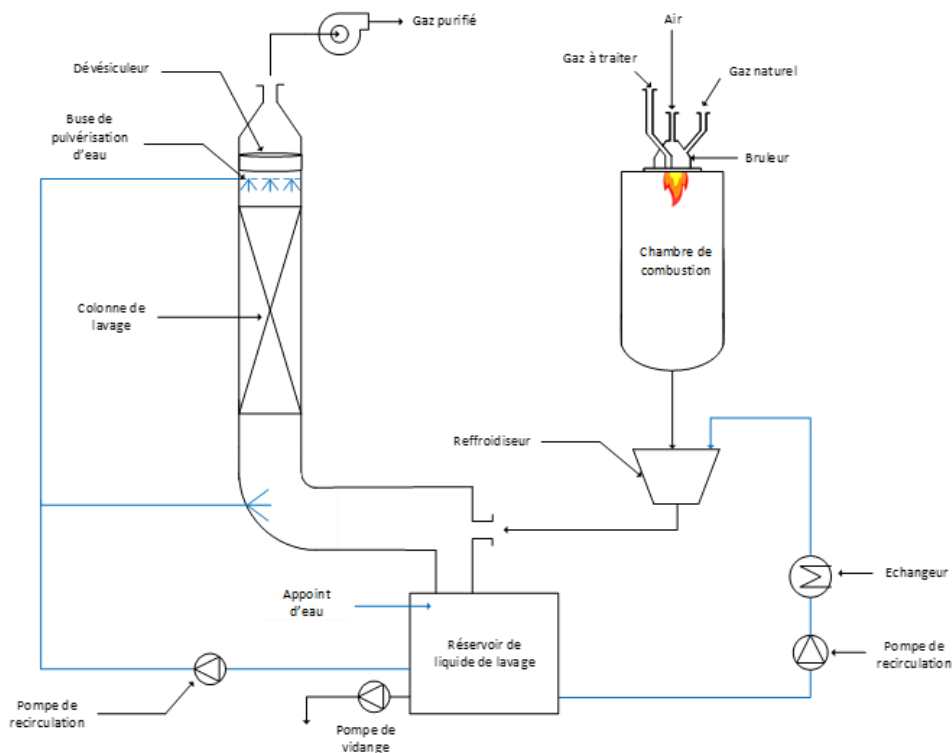 Gaz purifié
Air
Gaz à traiter
Gaz naturel
Dévésiculeur
Buse de
pulvérisation
d'eau
Bruleur
Chambre de
combustion
Colonne de
lavage
Reffroidiseur
Echangeur
Appoint
d'eau
Réservoir de
liquide de lavage
Pompe de
recirculation
Pompe de
recirculation
Pompe de
vidange